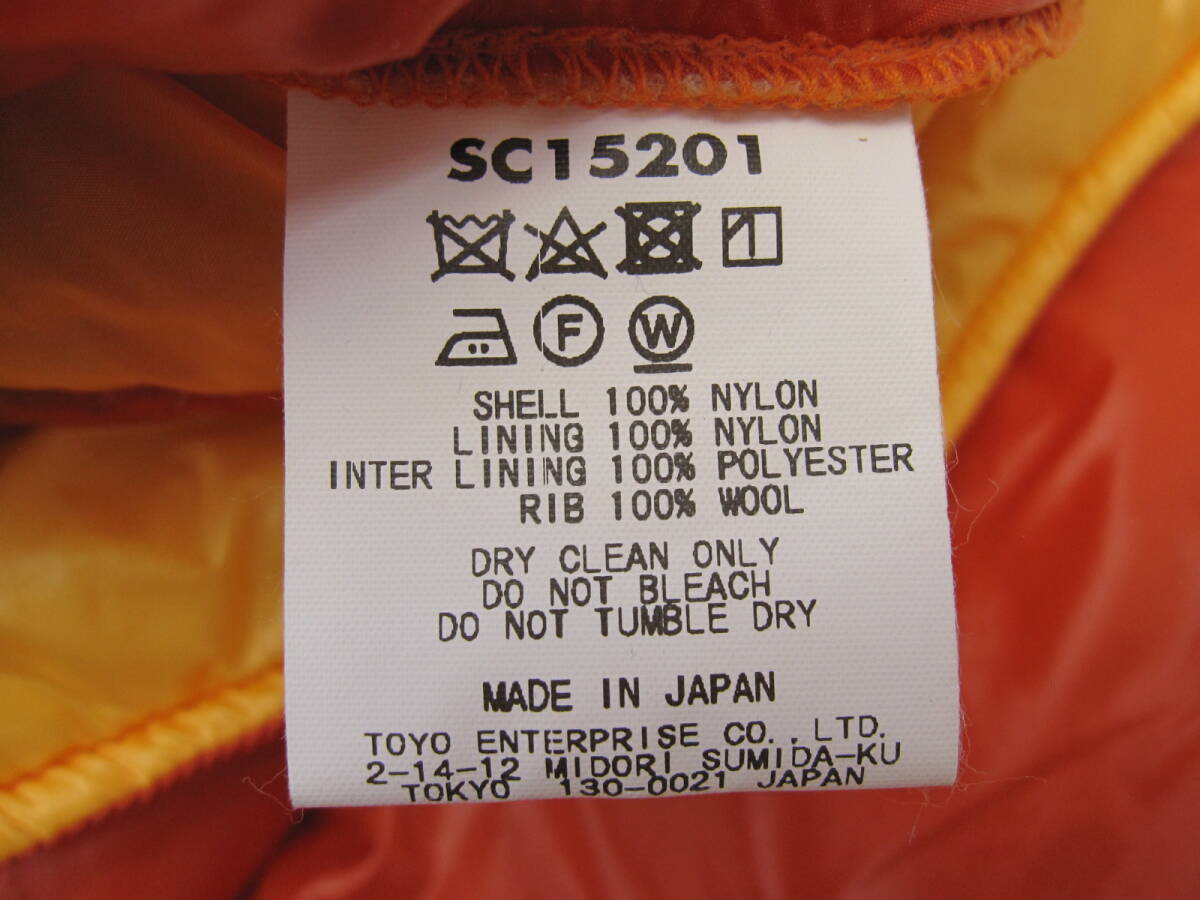 SC15201
F W
SHELL 100% NYLON
LINING 100% NYLON
INTER LINING 100% POLYESTER
RIB 100% WOOL
DRY CLEAN ONLY
DO NOT BLEACH
DO NOT TUMBLE DRY
MADE IN JAPAN
TOYO ENTERPRISE CO.,LTD.
2-14-12 MIDORI SUMIDA-KU
TOKYO 130-0021 JAPAN